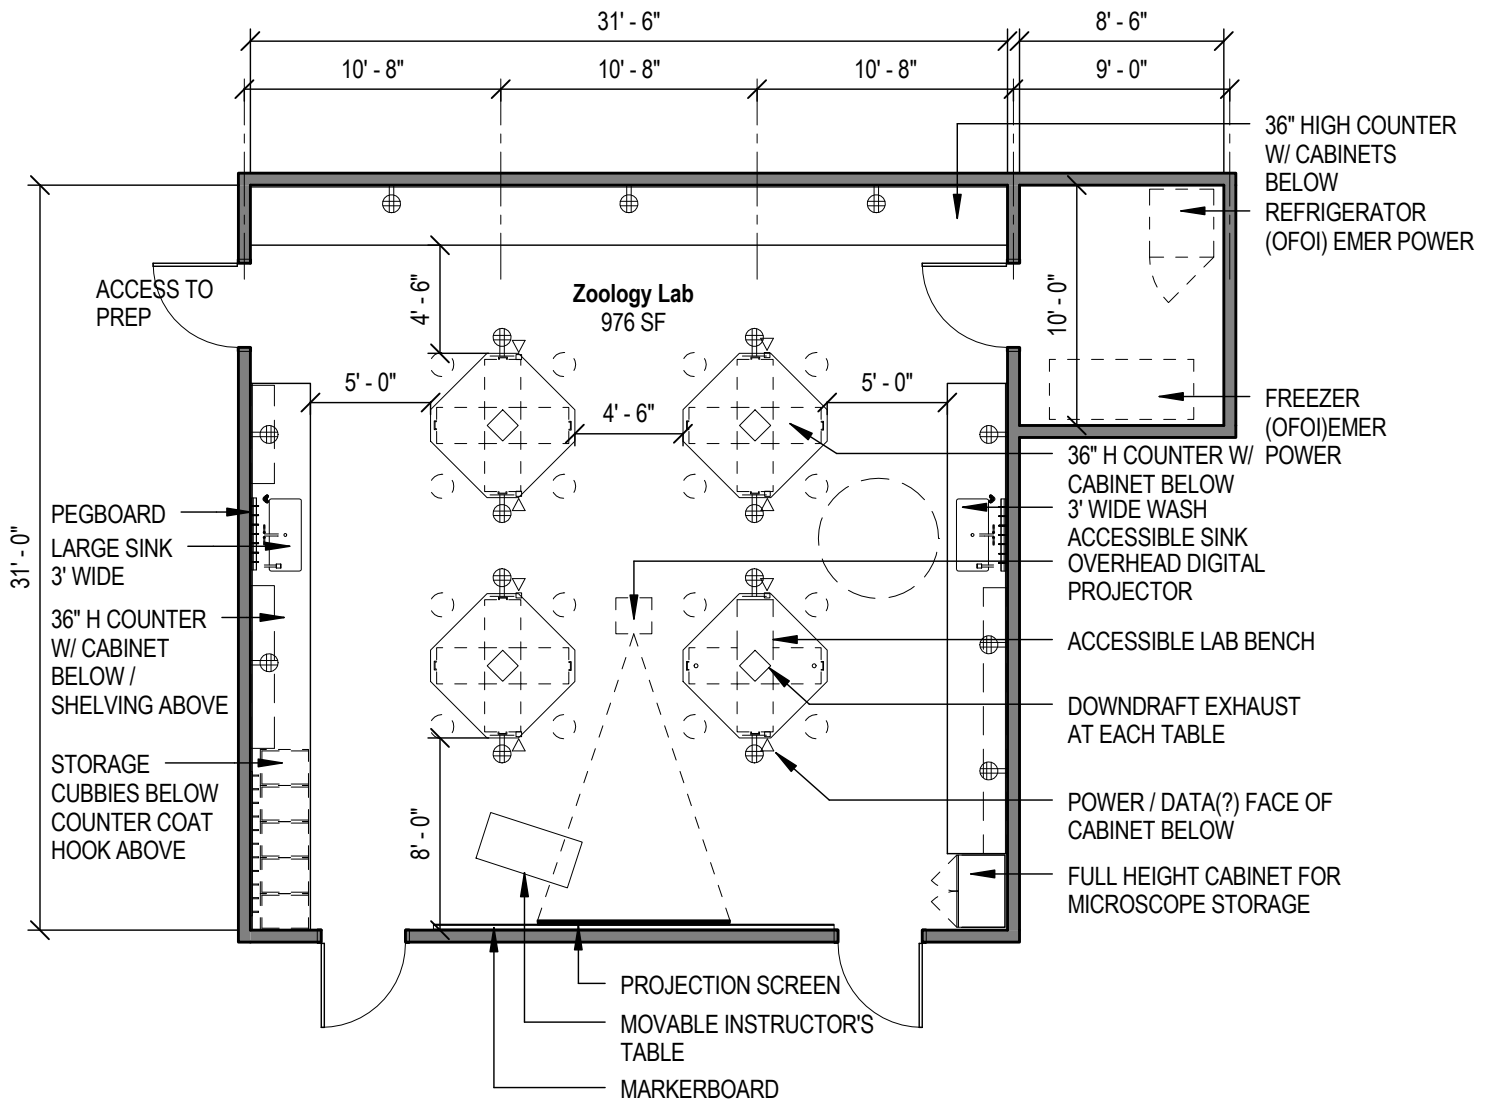 31' - 6"
8' - 6"
10' - 8"
10' - 8"
10' - 8"
9' - 0"
36" HIGH COUNTER
W/ CABINETS
BELOW
REFRIGERATOR
(OFOI) EMER POWER
ACCESS TO
PREP
4' - 6"
Zoology Lab
976 SF
10' - 0"
5' - 0"
4' - 6"
5' - 0"
FREEZER
(OFOI)EMER
POWER
36" H COUNTER W/
CABINET BELOW
3' WIDE WASH
ACCESSIBLE SINK
OVERHEAD DIGITAL
PROJECTOR
31' - 0"
PEGBOARD
LARGE SINK
3' WIDE
36" H COUNTER
W/ CABINET
BELOW /
SHELVING ABOVE
ACCESSIBLE LAB BENCH
DOWNDRAFT EXHAUST
AT EACH TABLE
STORAGE
CUBBIES BELOW
COUNTER COAT
HOOK ABOVE
8' - 0"
POWER / DATA(?) FACE OF
CABINET BELOW
FULL HEIGHT CABINET FOR
MICROSCOPE STORAGE
PROJECTION SCREEN
MOVABLE INSTRUCTOR'S
TABLE
MARKERBOARD